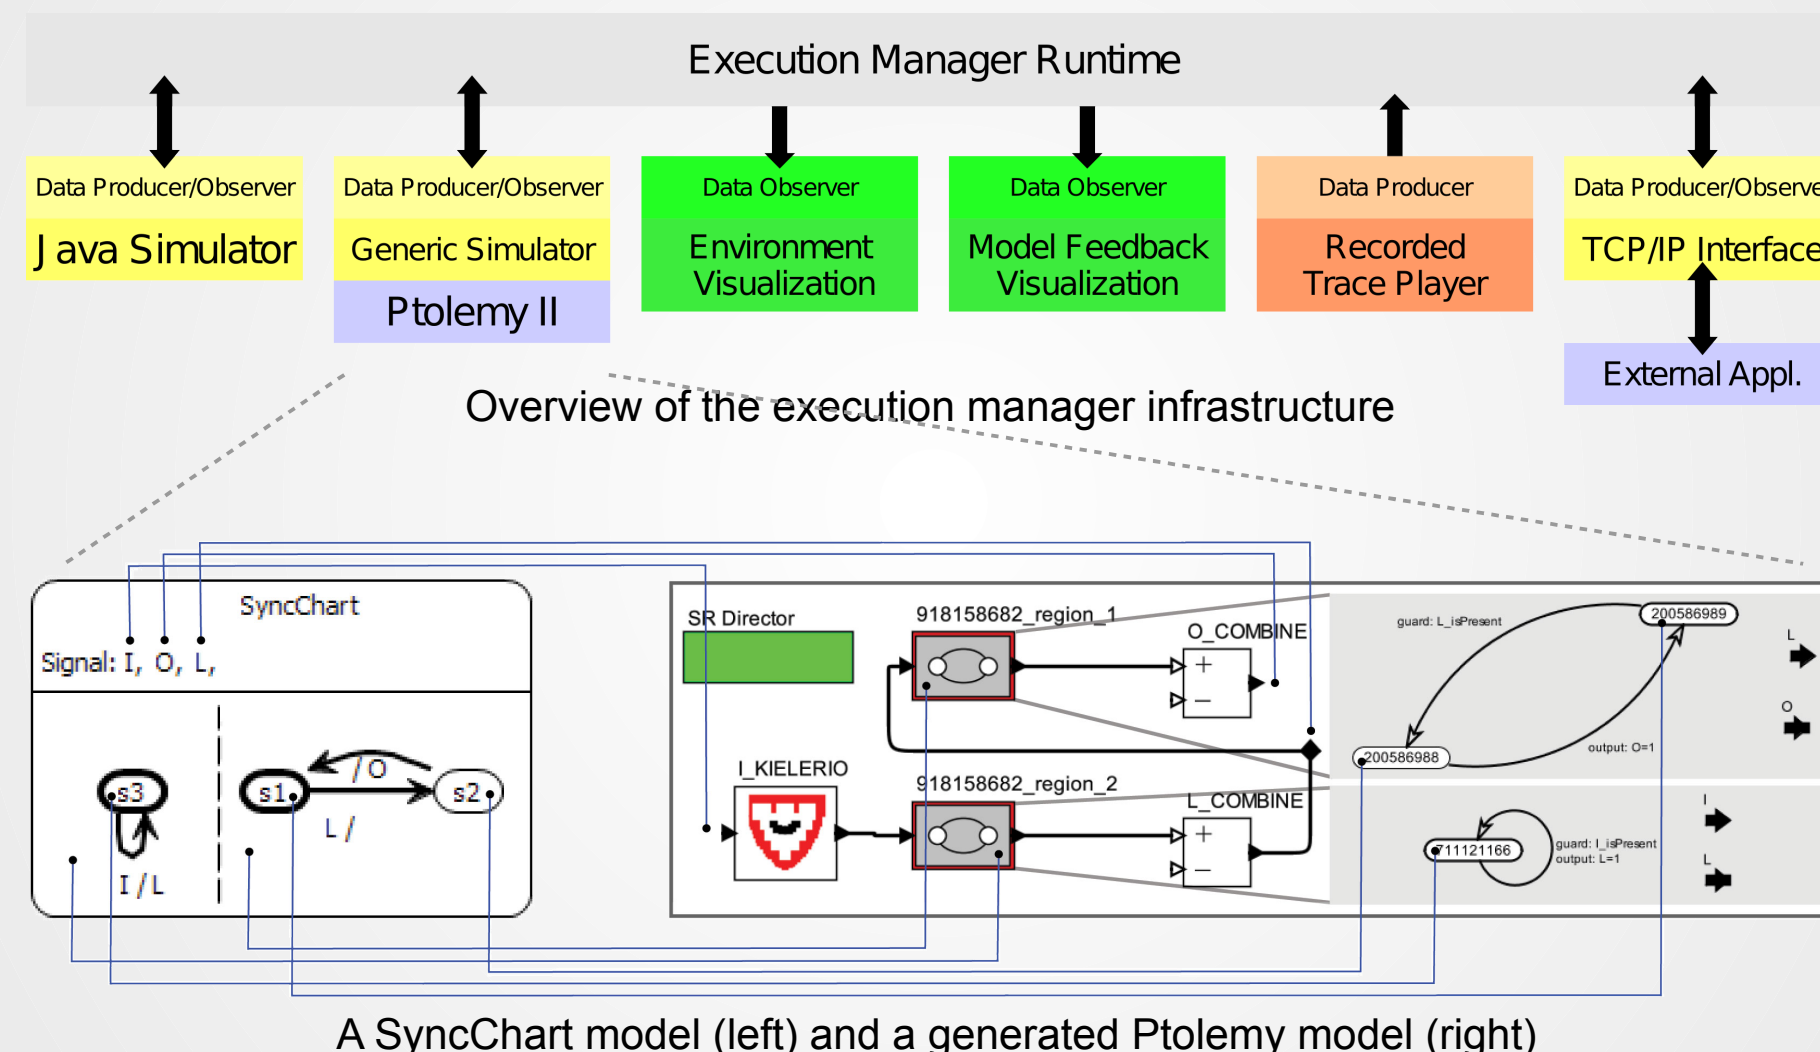 Execution Manager Runtime
Data Producer/Observer
Java Simulator
Data Producer/Observer
Generic Simulator
Ptolemy II
Data Observer
Environment
Visualization
Data Observer
Model Feedback
Visualization
Data Producer
Recorded
Trace Player
Data Producer/Observe
TCP/IP Interface
External Appl.
Overview of the execution manager infrastructure
SyncChart
Signal: I, O, L,
s3
I / L
/ O
s1
s2
L /
SR Director
918158682_region_1
O_COMBINE
+
−
I_KIELERIO
918158682_region_2
L_COMBINE
+
−
guard: L_isPresent
200586989
200586988
output: O=1
L
O
711121166
guard: I_isPresent
output: L=1
I
L
A SyncChart model (left) and a generated Ptolemy model (right)